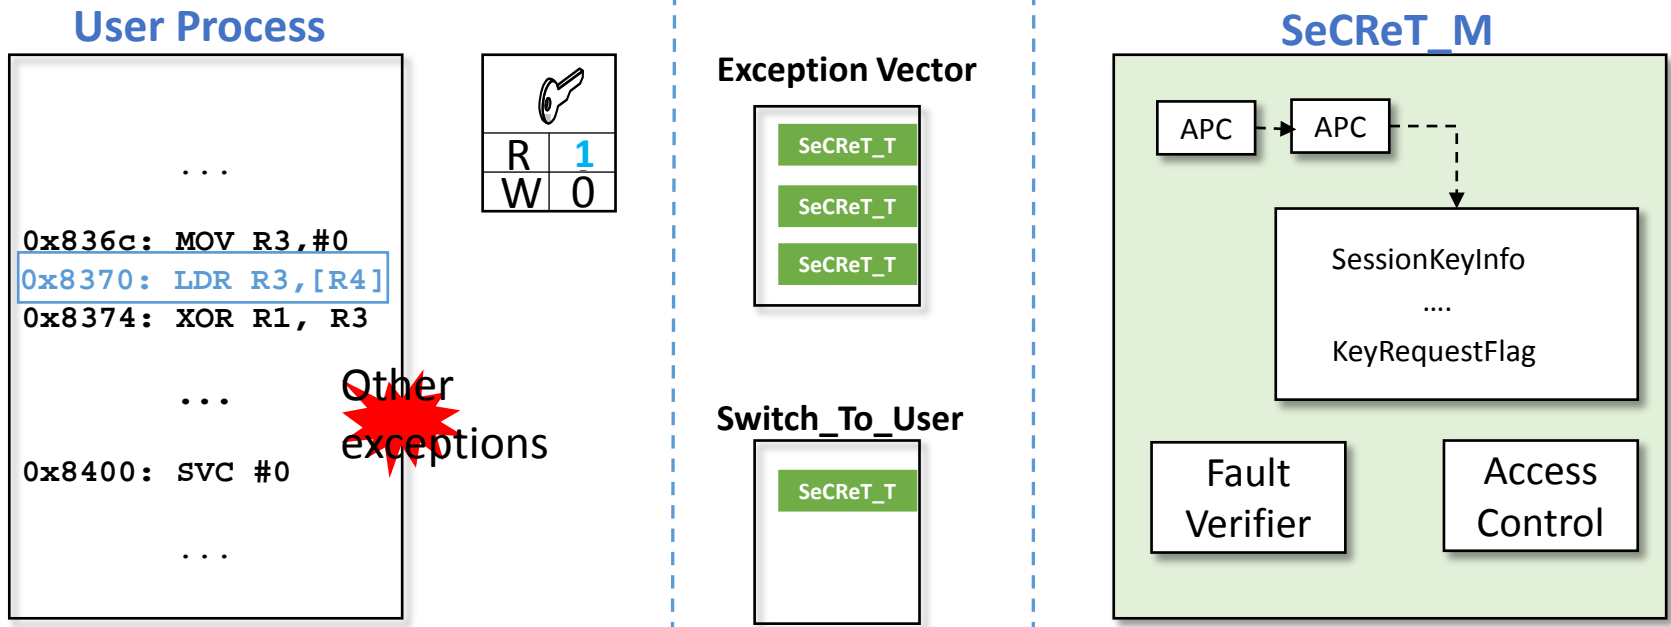 User Process
...
0x836c: MOV R3,#0
0x8370: LDR R3,[R4]
0x8374: XOR R1, R3
...
Other
exceptions
0x8400: SVC #0
...
R 1
W 0
Exception Vector
SeCReT_T
SeCReT_T
SeCReT_T
Switch_To_User
SeCReT_T
SeCReT_M
APC APC
SessionKeyInfo
....
KeyRequestFlag
Fault
Verifier
Access
Control